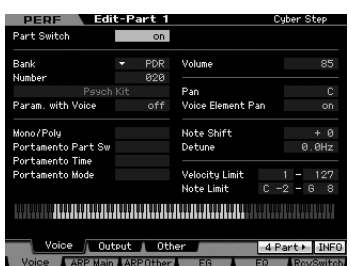 PERF Edit-Part 1 Cyber Step
Part Switch on
Bank PDR Volume 85
Number 020
Psych Kit Pan C
Param. with Voice off Voice Element Pan on
Mono/Poly Note Shift + 0
Portamento Part Sw Detune 0.0Hz
Portamento Time
Portamento Mode Velocity Limit 1 - 127
Note Limit C -2 - G 8
Voice Output Other 4 Part INFO
Voice ARP Main ARP Other EG EQ RcvSwitch